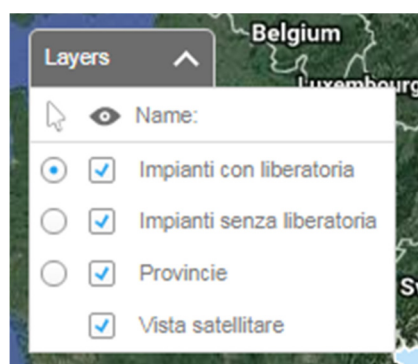 Belgium
Layers
Luxembourg
Name:
Impianti con liberatoria
Impianti senza liberatoria
Provincie
Vista satellitare